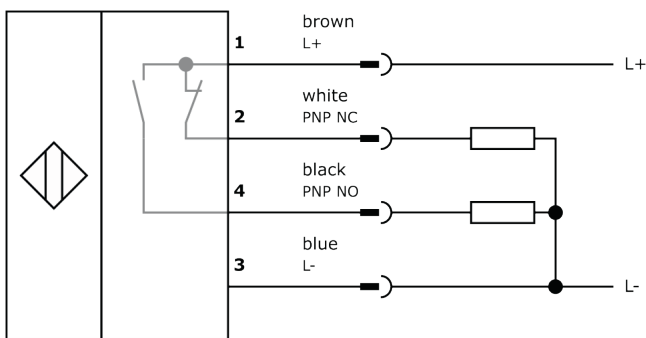 brown
1 L+ L+
white
2 PNP NC
black
4 PNP NO
blue
3 L- L-